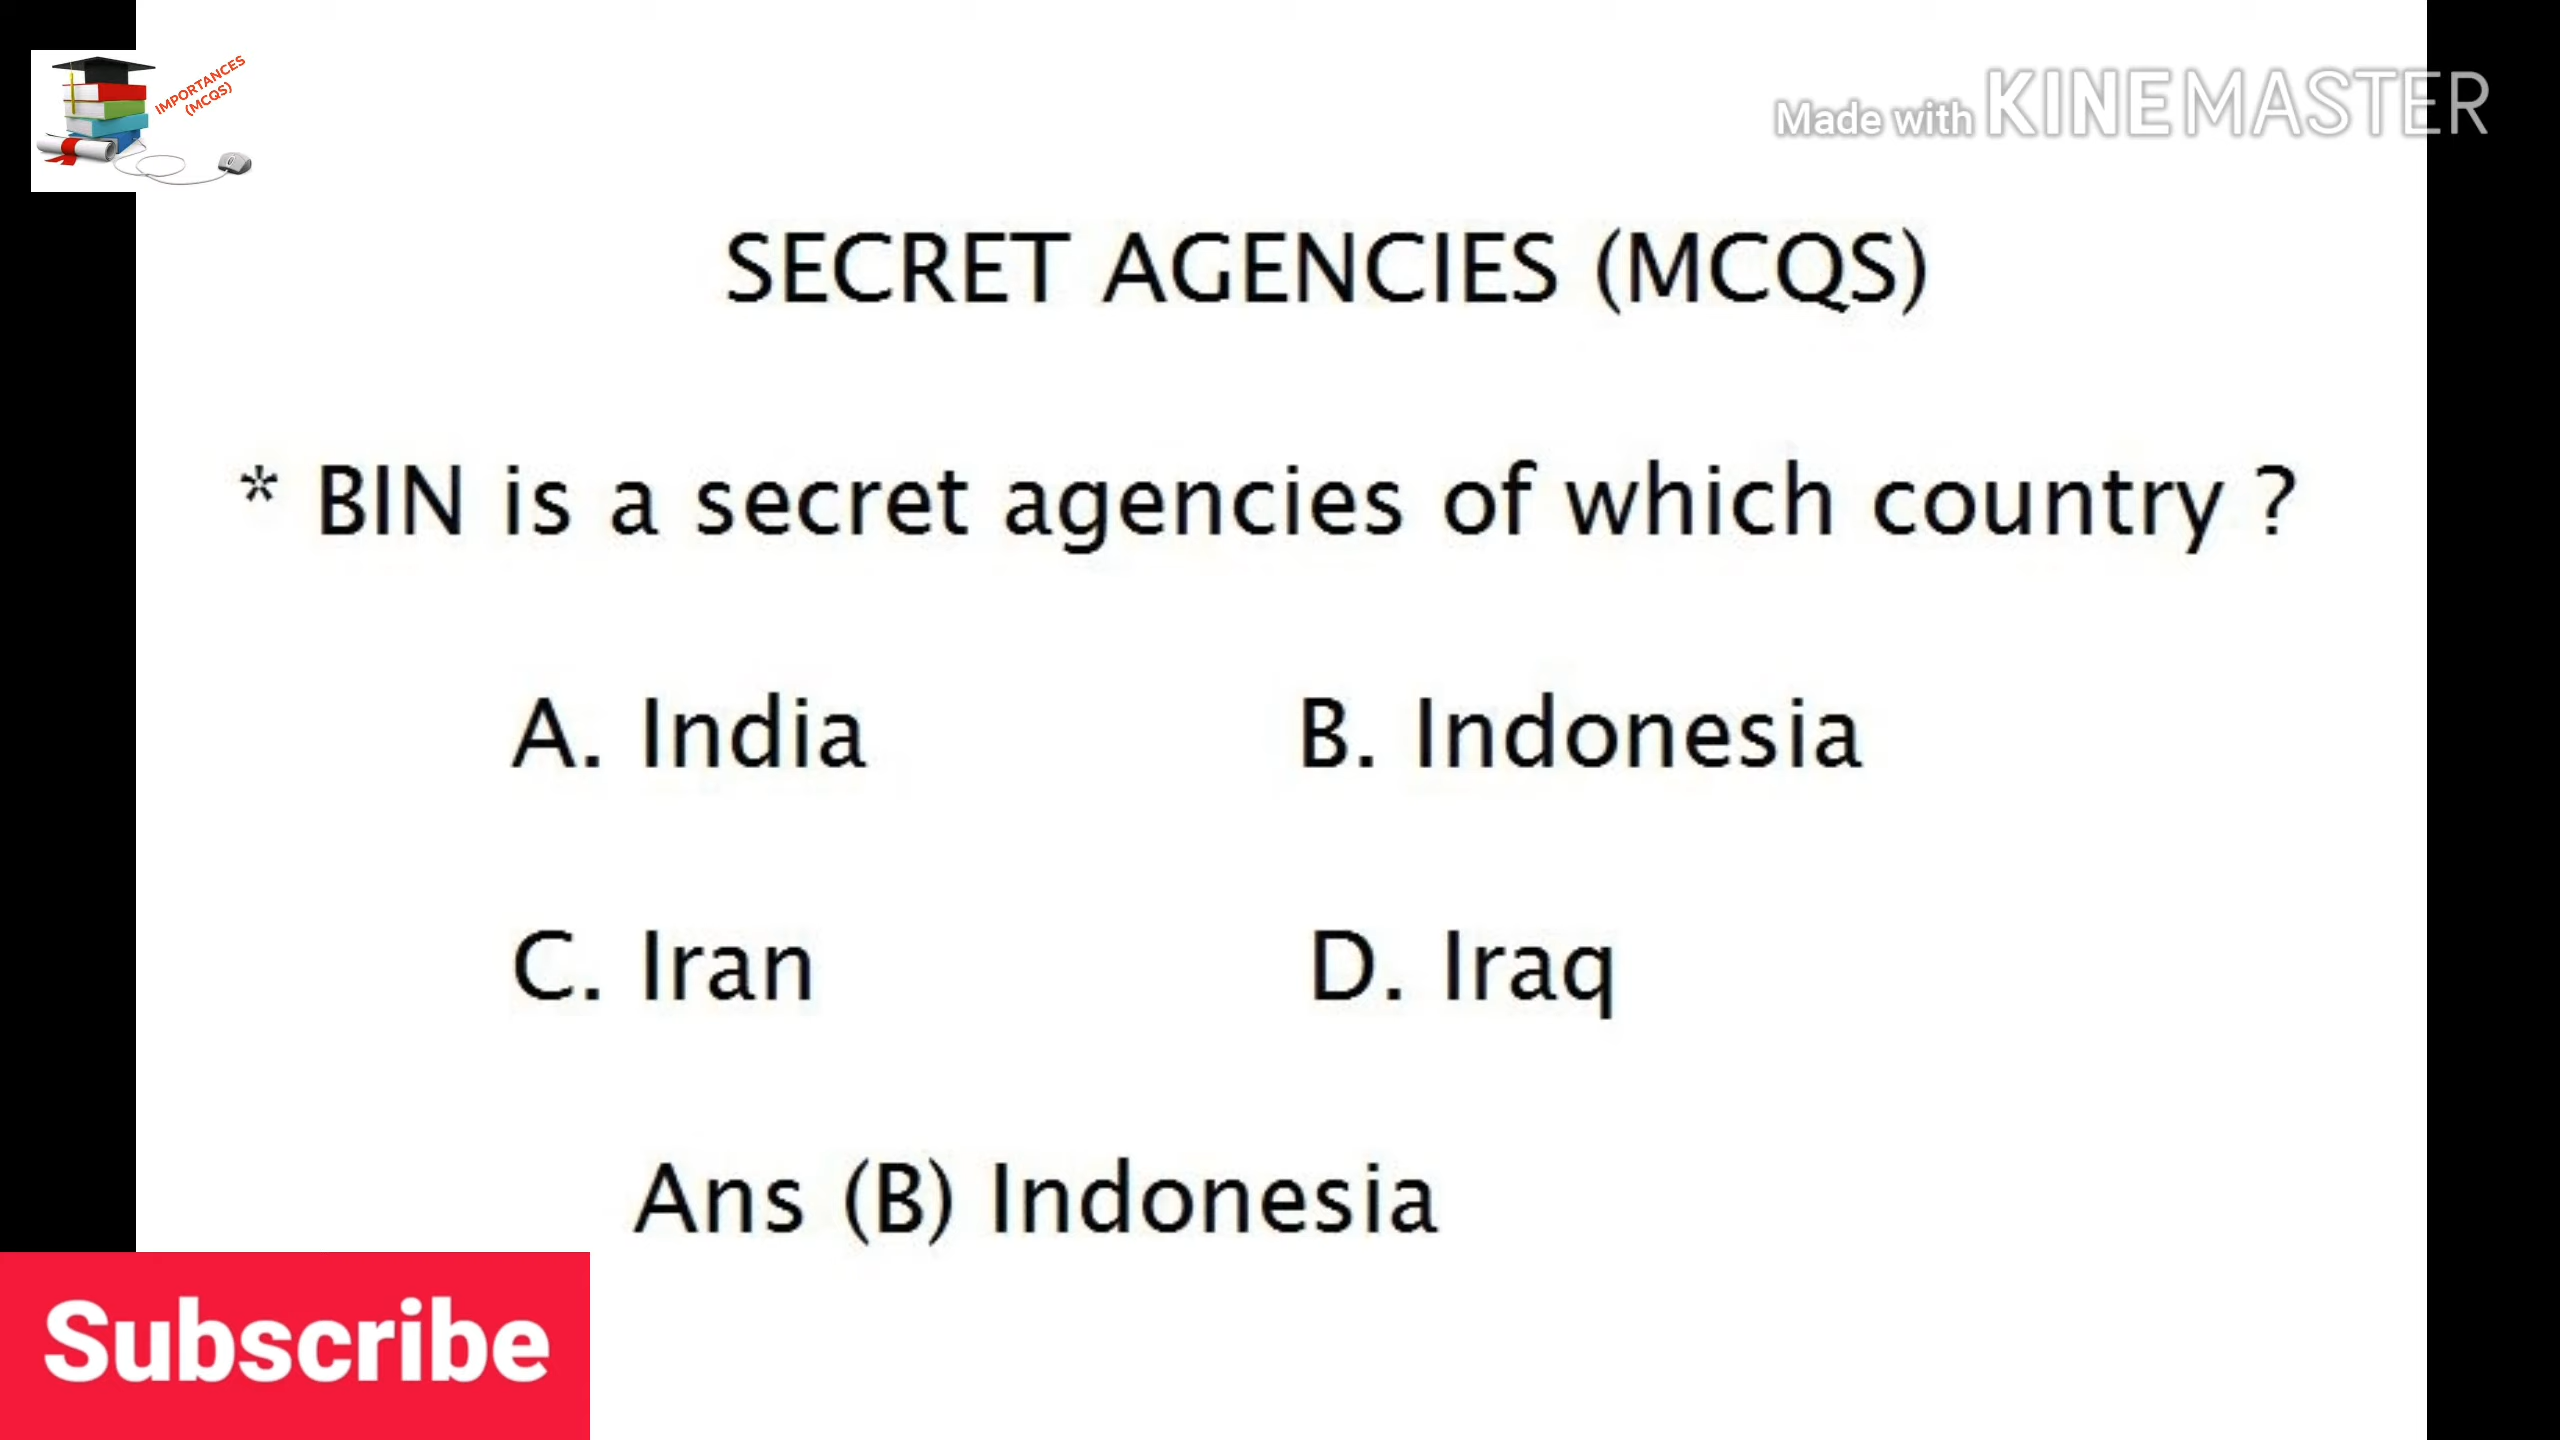 IMPORTANCES
(MCQS)
Made with KINEMASTER
SECRET AGENCIES (MCQS)
* BIN is a secret agencies of which country ?
A. India B. Indonesia
C. Iran D. Iraq
Ans (B) Indonesia
Subscribe